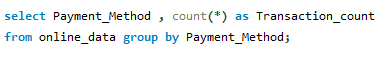 select Payment_Method , count(*) as Transaction_count
from online_data group by Payment_Method;